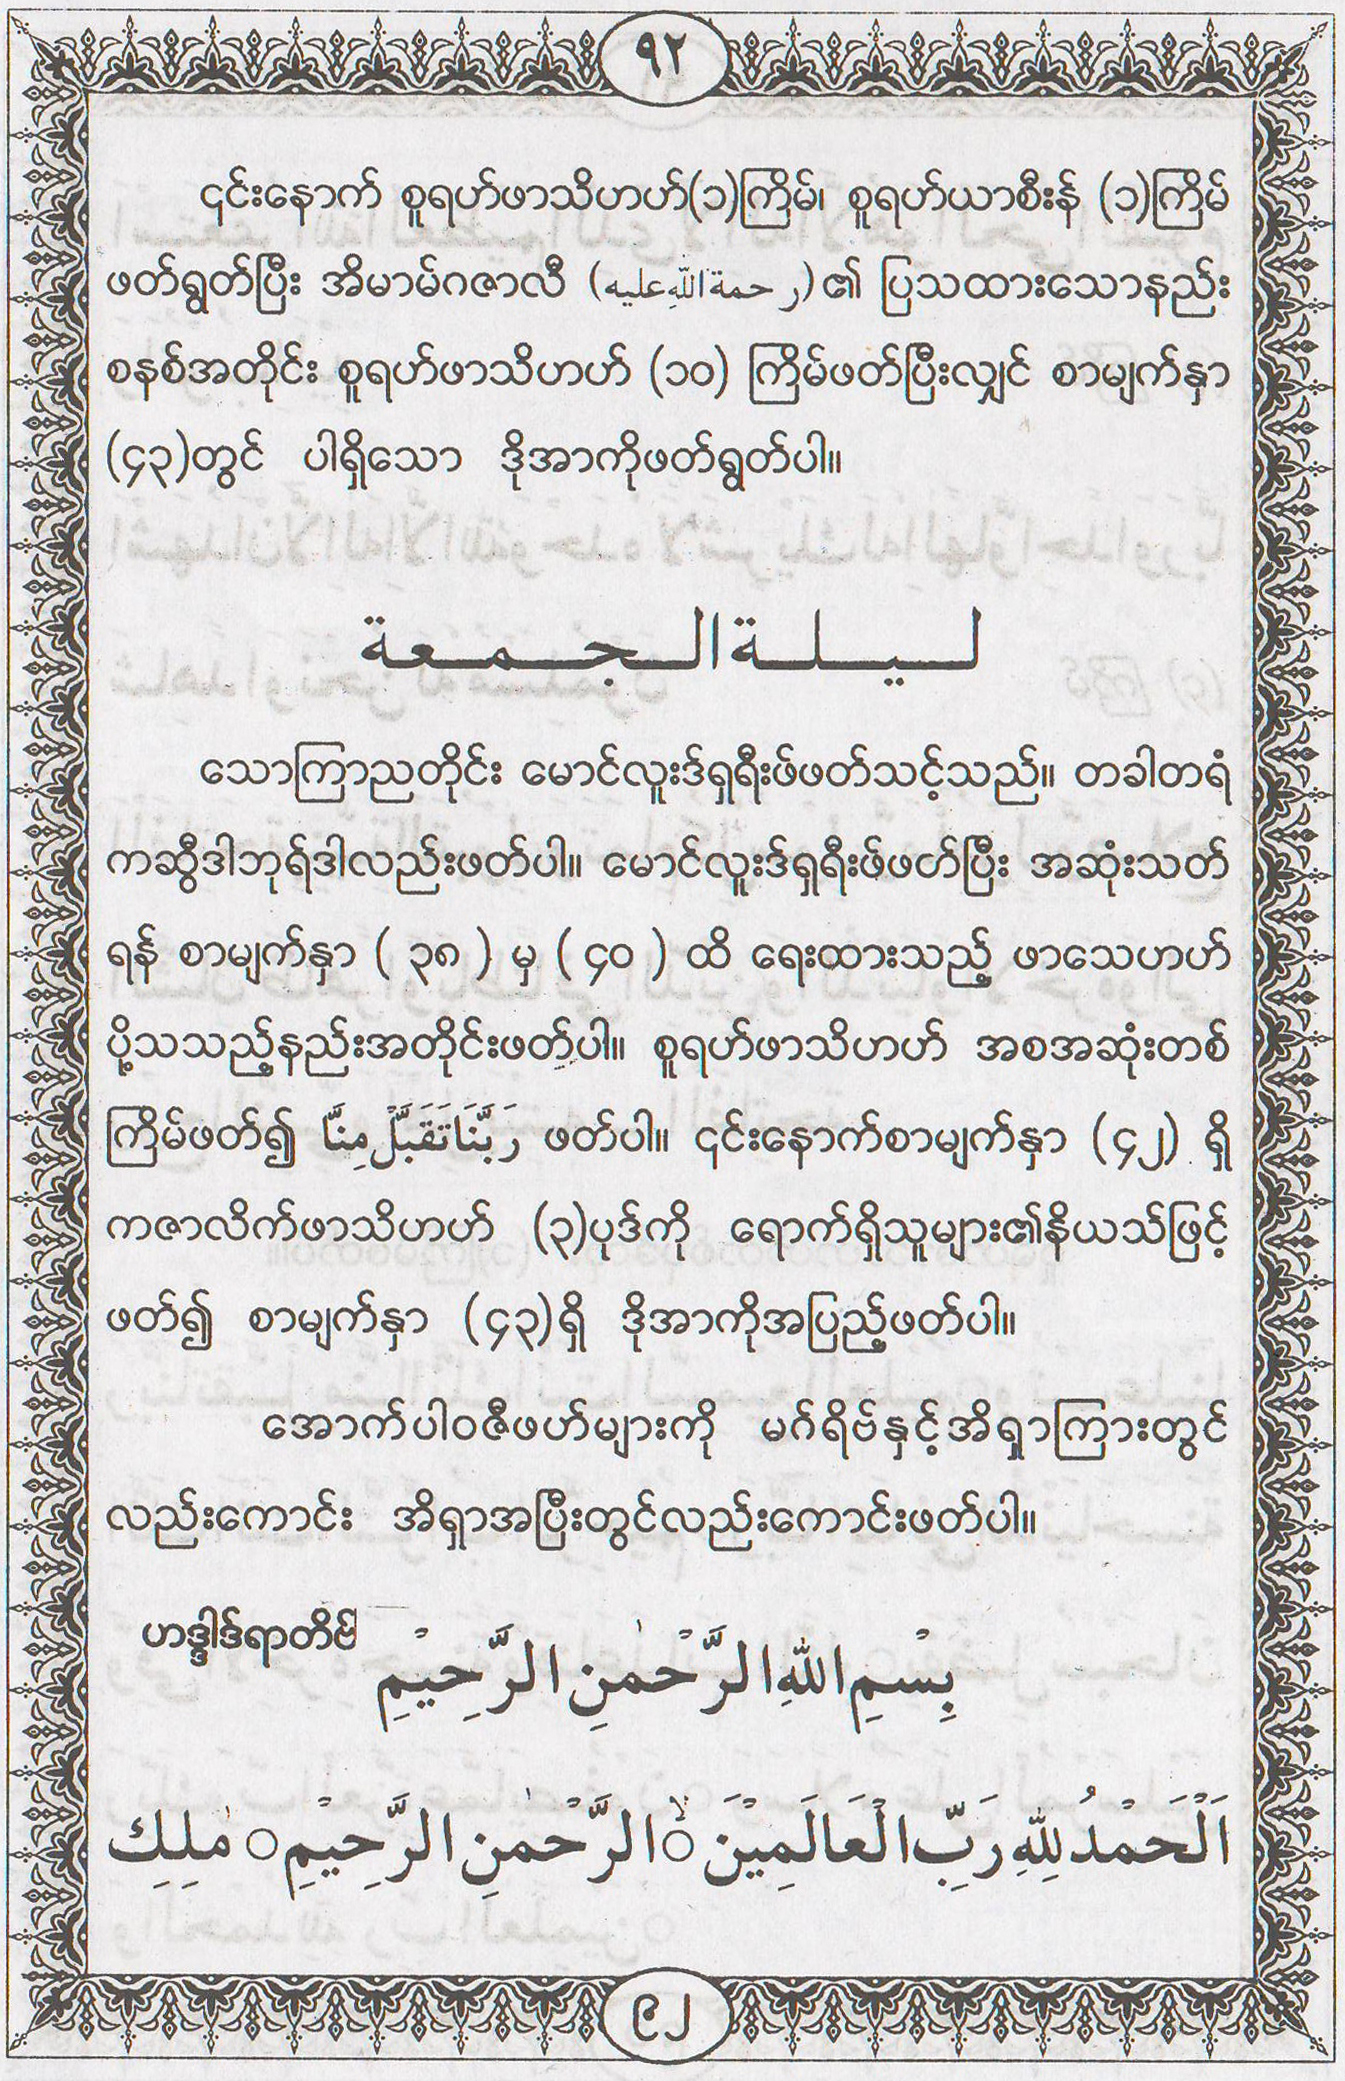 ٩٢
၎င်းနောက် စူရဟ်ဖာသိဟဟ်(၁)ကြိမ်၊ စူရဟ်ယာစီးန် (၁)ကြိမ်
ဖတ်ရွတ်ပြီး အိမာမ်ဂဇာလီ (رحمة الله عليه)၏ ပြသထားသောနည်း
စနစ်အတိုင်း စူရဟ်ဖာသိဟဟ် (၁၀) ကြိမ်ဖတ်ပြီးလျှင် စာမျက်နှာ
(၄၃)တွင် ပါရှိသော ဒိုအာကိုဖတ်ရွတ်ပါ။
ليلة الجمعة
သောကြာညတိုင်း မောင်လူးဒ်ရှရီးဖ်ဖတ်သင့်သည်။ တခါတရံ
ကဆွီဒါဘုရ်ဒါလည်းဖတ်ပါ။ မောင်လူးဒ်ရှရီးဖ်ဖတ်ပြီး အဆုံးသတ်
ရန် စာမျက်နှာ ( ၃၈ ) မှ ( ၄၀ ) ထိ ရေးထားသည့် ဖာသေဟဟ်
ပို့သသည့်နည်းအတိုင်းဖတ်ပါ။ စူရဟ်ဖာသိဟဟ် အစအဆုံးတစ်
ကြိမ်ဖတ်၍ رَبَّنَا تَقَبَّلْ مِنَّا ဖတ်ပါ။ ၎င်းနောက်စာမျက်နှာ (၄၂) ရှိ
ကဇာလိက်ဖာသိဟဟ် (၃)ပုဒ်ကို ရောက်ရှိသူများ၏နိယသ်ဖြင့်
ဖတ်၍ စာမျက်နှာ (၄၃)ရှိ ဒိုအာကိုအပြည့်ဖတ်ပါ။
အောက်ပါဝဇီဖဟ်များကို မဂ်ရိဗ်နှင့်အိရှာကြားတွင်
လည်းကောင်း အိရှာအပြီးတွင်လည်းကောင်းဖတ်ပါ။
ဟဒ္ဒါဒ်ရာတိဗ်
بِسْمِ اللهِ الرَّحْمٰنِ الرَّحِيْمِ
اَلْحَمْدُ لِلّٰهِ رَبِّ الْعَالَمِيْنَ ۙ الرَّحْمٰنِ الرَّحِيْمِ ○ مٰلِكِ
၉၂